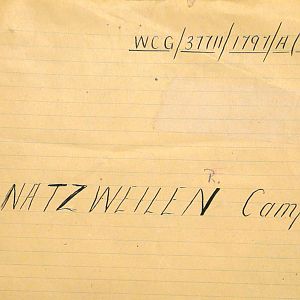 WCG/37711/1797/A(
R.
NATZWEILEN Camp